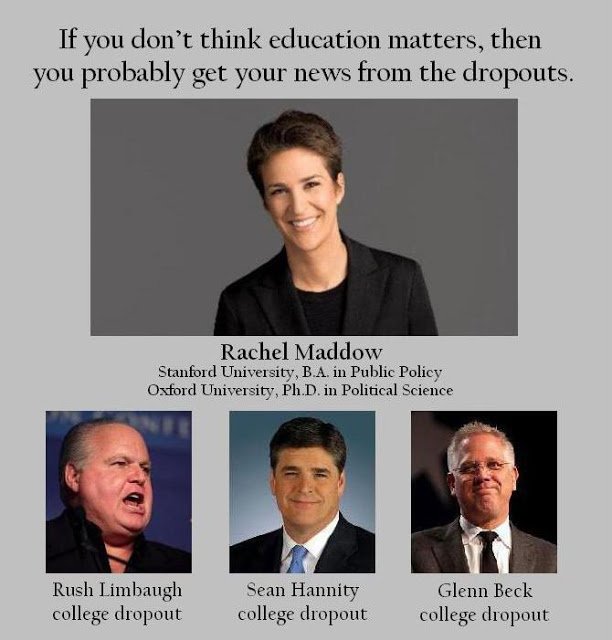 If you don't think education matters, then
you probably get your news from the dropouts.
Rachel Maddow
Stanford University, B.A. in Public Policy
Oxford University, Ph.D. in Political Science
Rush Limbaugh
college dropout
Sean Hannity
college dropout
Glenn Beck
college dropout